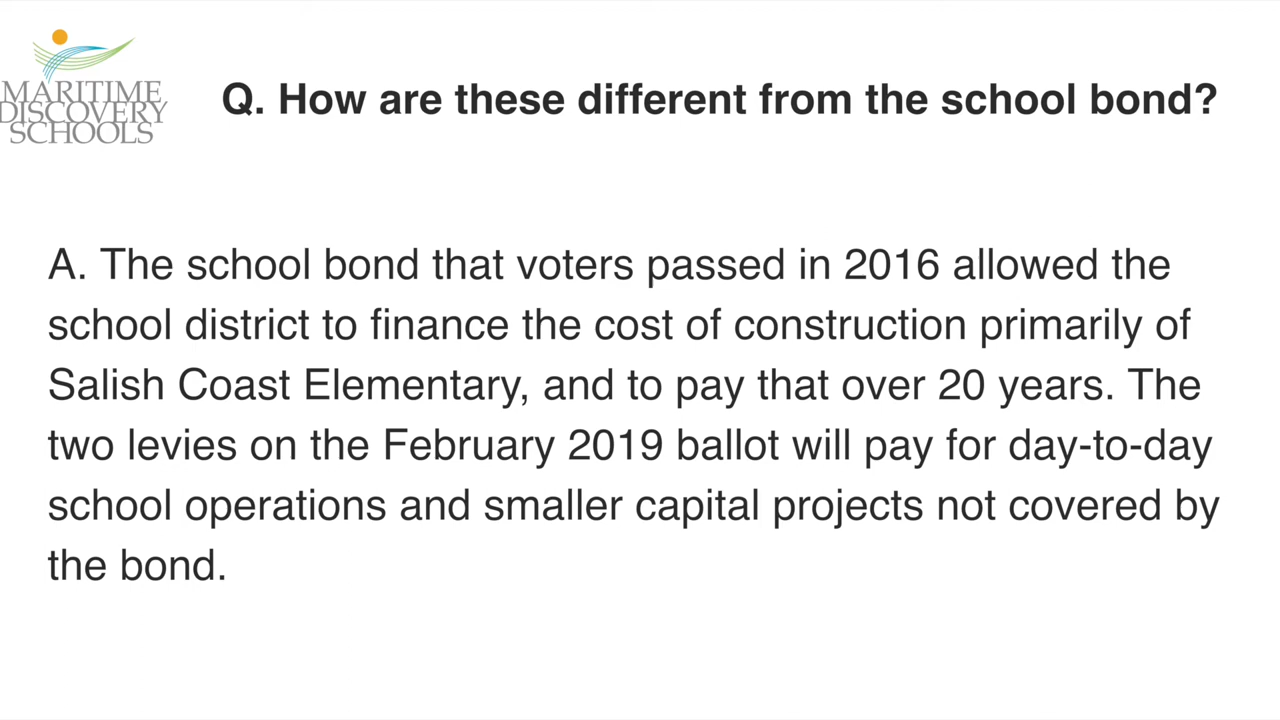 MARITIME
DISCOVERY
SCHOOLS
Q. How are these different from the school bond?
A. The school bond that voters passed in 2016 allowed the
school district to finance the cost of construction primarily of
Salish Coast Elementary, and to pay that over 20 years. The
two levies on the February 2019 ballot will pay for day-to-day
school operations and smaller capital projects not covered by
the bond.